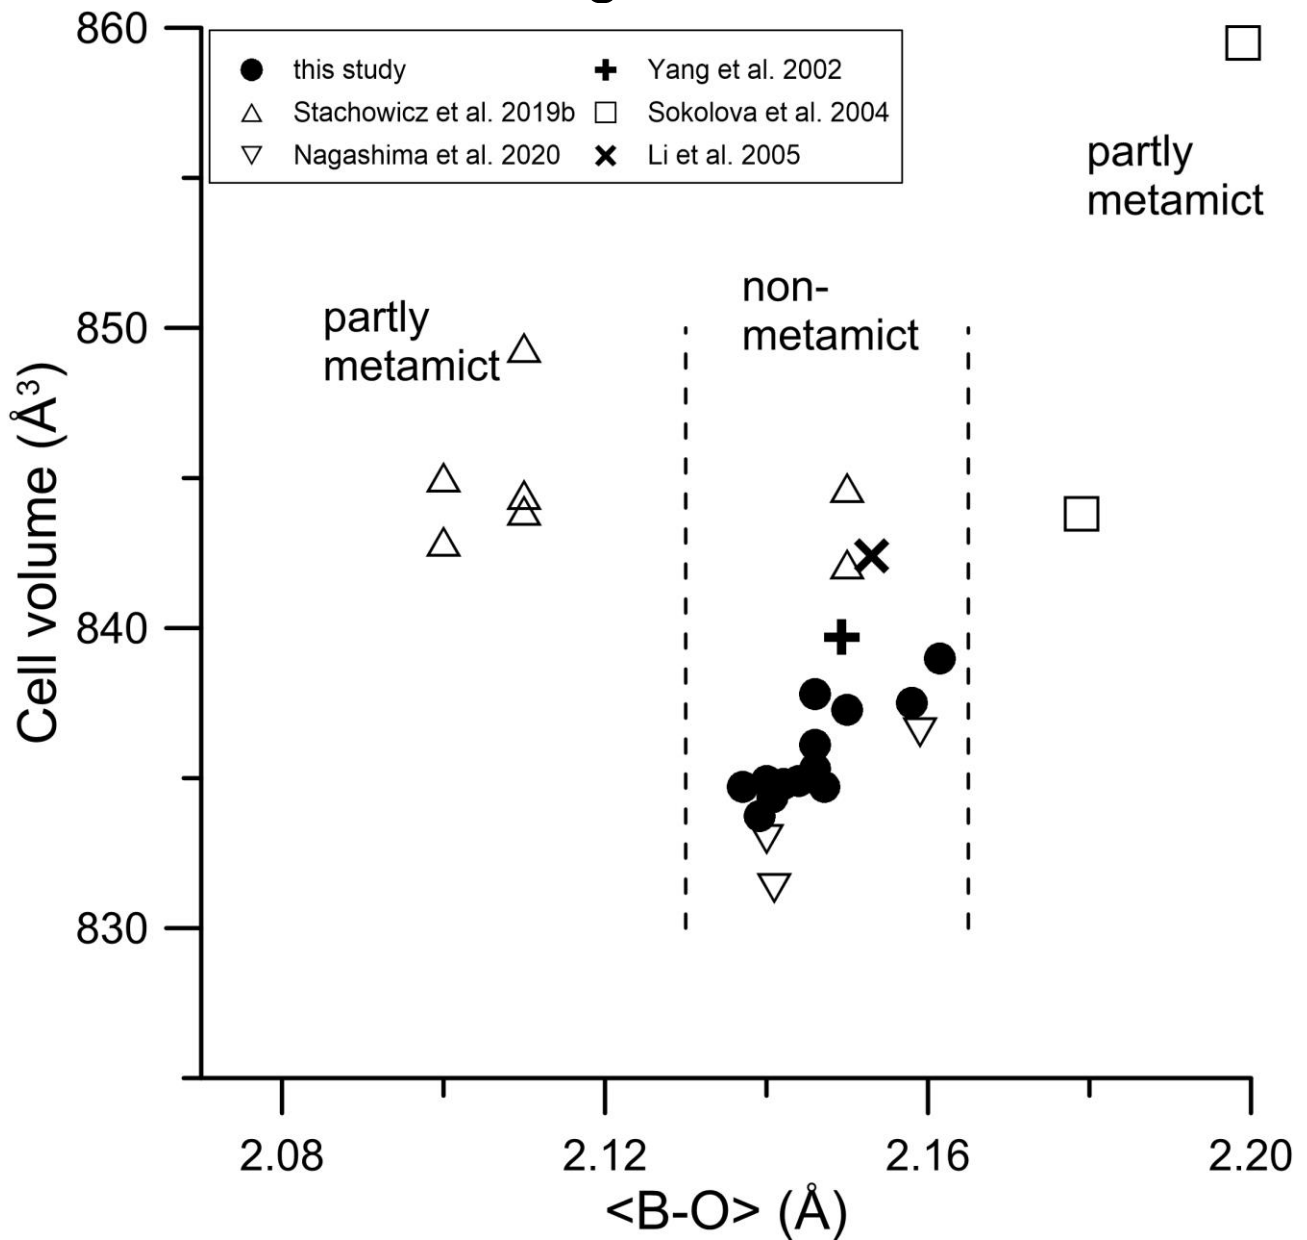 860
this study
Yang et al. 2002
Stachowicz et al. 2019b
Sokolova et al. 2004
Nagashima et al. 2020
Li et al. 2005
partly
metamict
non-
metamict
partly
metamict
850
840
830
Cell volume (Å³)
2.08
2.12
2.16
2.20
<B-O> (Å)